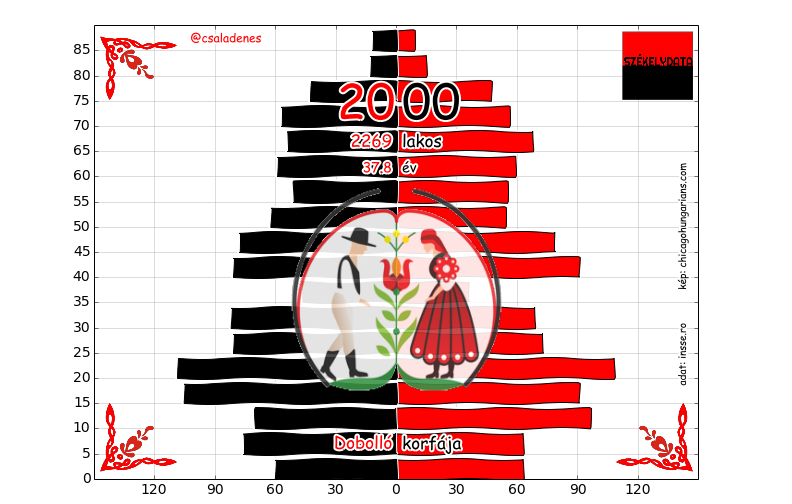 @csaladenes
SZÉKELYDATA
2000
2269 lakos
37.8 év
kép: chicagohungarians.com
adat: insse.ro
Dobolló korfája
85
80
75
70
65
60
55
50
45
40
35
30
25
20
15
10
5
0
120 90 60 30 0 30 60 90 120